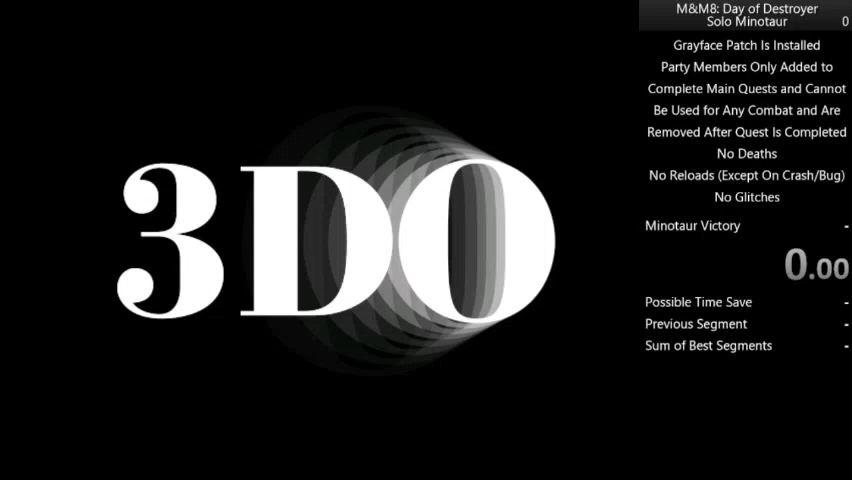 3DO
M&M8: Day of Destroyer
Solo Minotaur 0
Grayface Patch Is Installed
Party Members Only Added to
Complete Main Quests and Cannot
Be Used for Any Combat and Are
Removed After Quest Is Completed
No Deaths
No Reloads (Except On Crash/Bug)
No Glitches
Minotaur Victory -
0.00
Possible Time Save -
Previous Segment -
Sum of Best Segments -